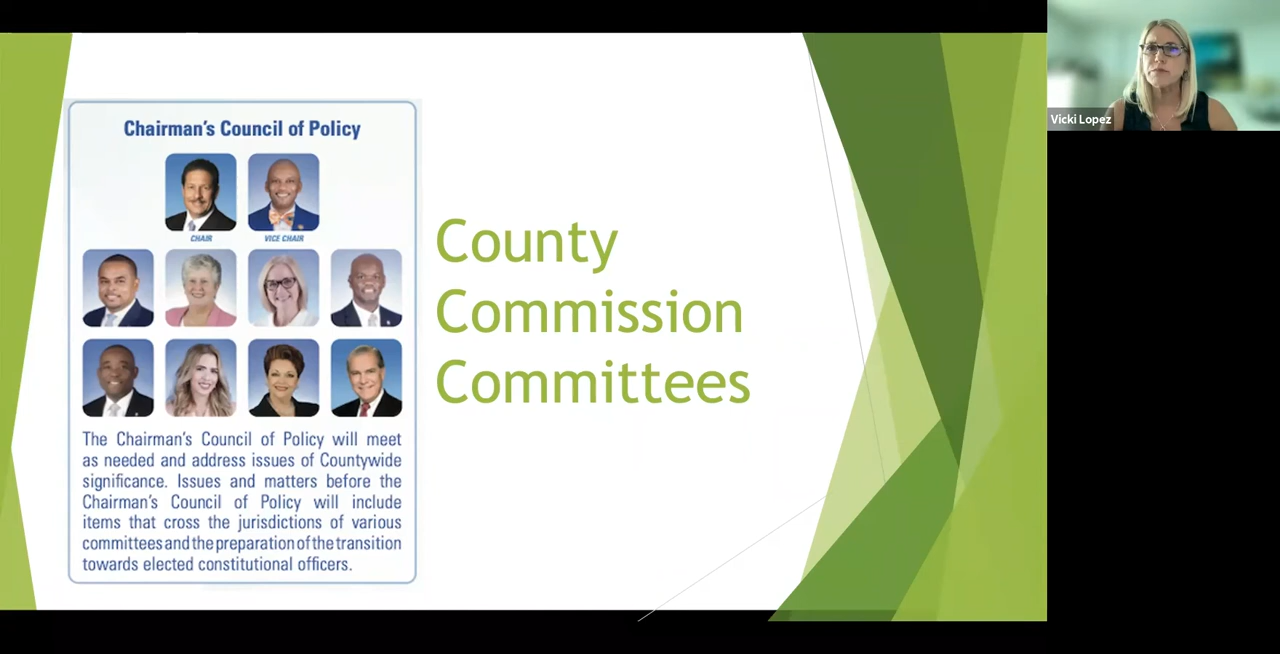 Chairman's Council of Policy
CHAIR
VICE CHAIR
The Chairman's Council of Policy will meet
as needed and address issues of Countywide
significance. Issues and matters before the
Chairman's Council of Policy will include
items that cross the jurisdictions of various
committees and the preparation of the transition
towards elected constitutional officers.
County
Commission
Committees
Vicki Lopez